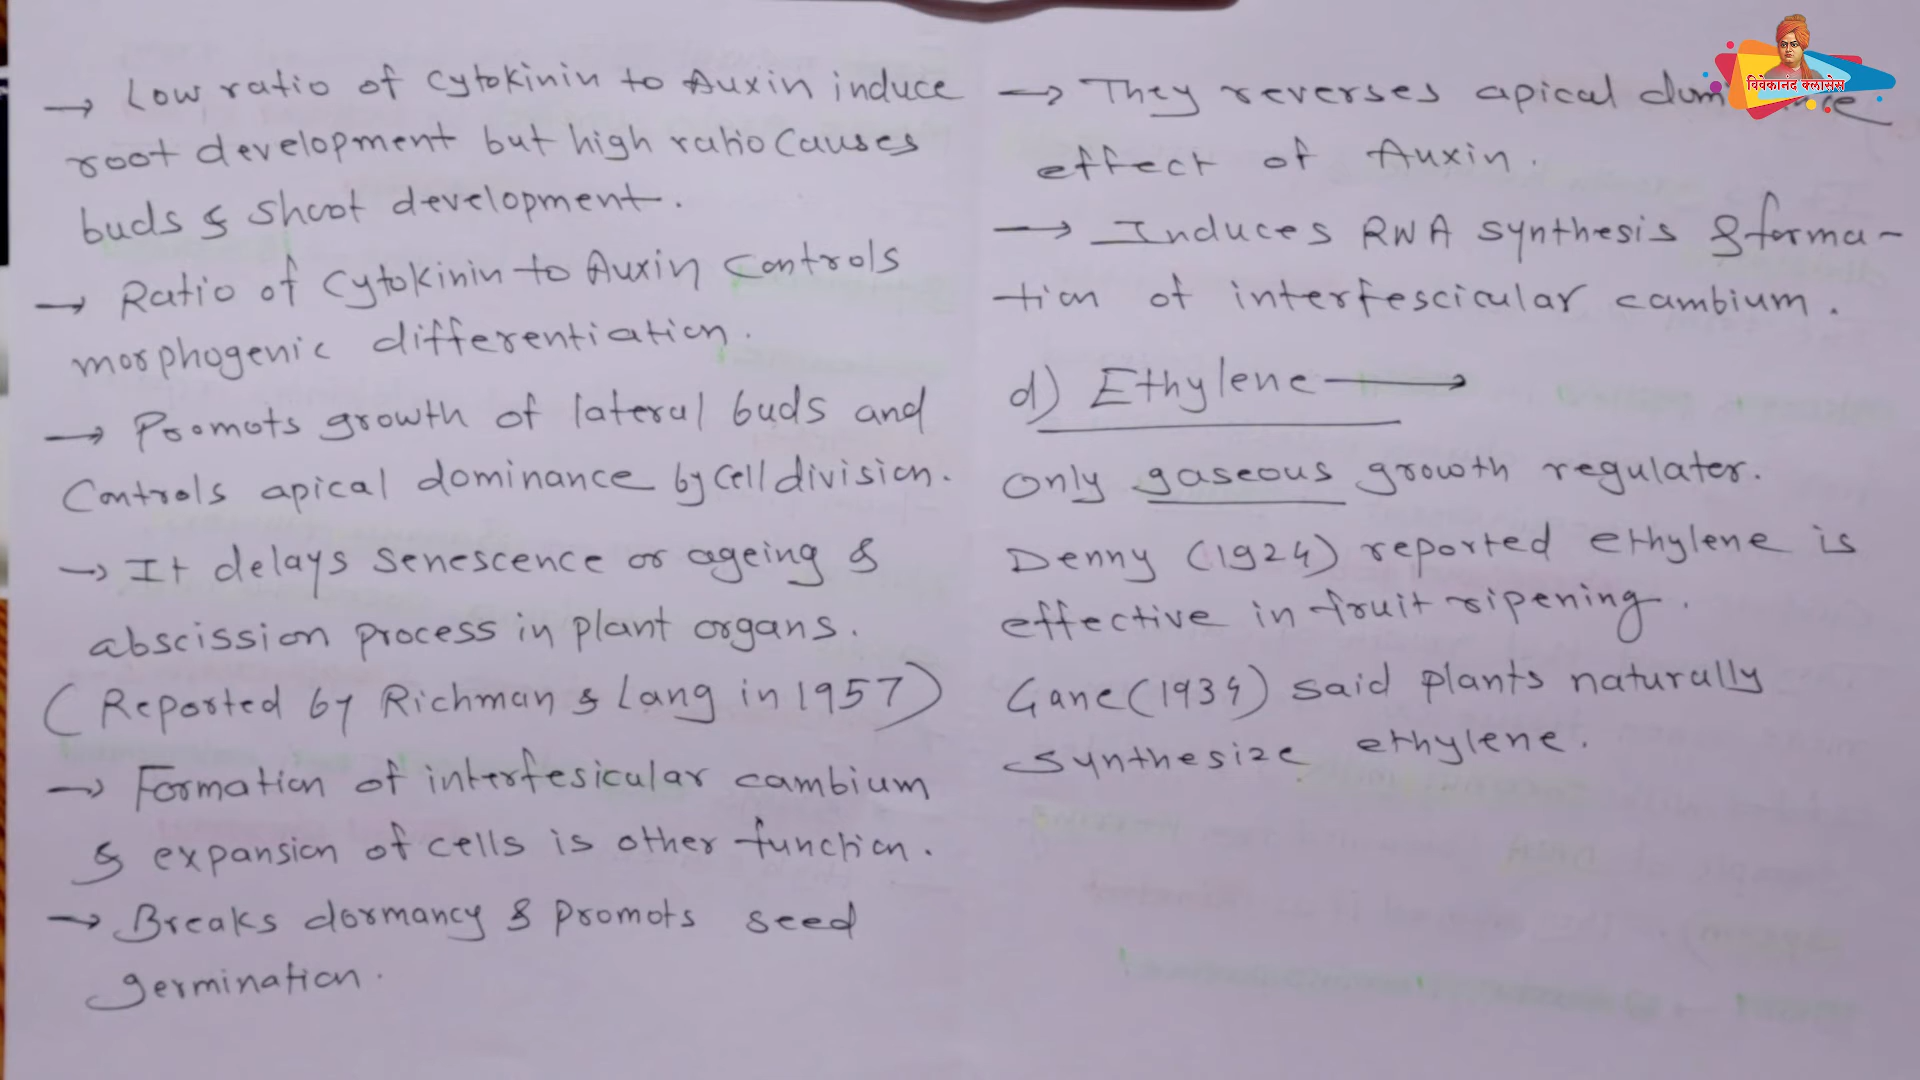 → Low ratio of cytokinin to Auxin induce
root development but high ratio causes
buds & shoot development.
→ Ratio of cytokinin to Auxin controls
morphogenic differentiation.
→ Promots growth of lateral buds and
Controls apical dominance by cell division.
→ It delays senescence or ageing &
abscission process in plant organs.
(Reported by Richman & Lang in 1957)
→ Formation of interfesicular cambium
& expansion of cells is other function.
→ Breaks dormancy & promots seed
germination.
→ They reverses apical
effect of Auxin.
→ Induces RNA synthesis & forma-
tion of interfescicular cambium.
d) Ethylene →
only gaseous growth regulater.
Denny (1924) reported ethylene is
effective in fruit ripening.
Gane (1934) said plants naturally
synthesize ethylene.
विवेकानंद क्लासेस